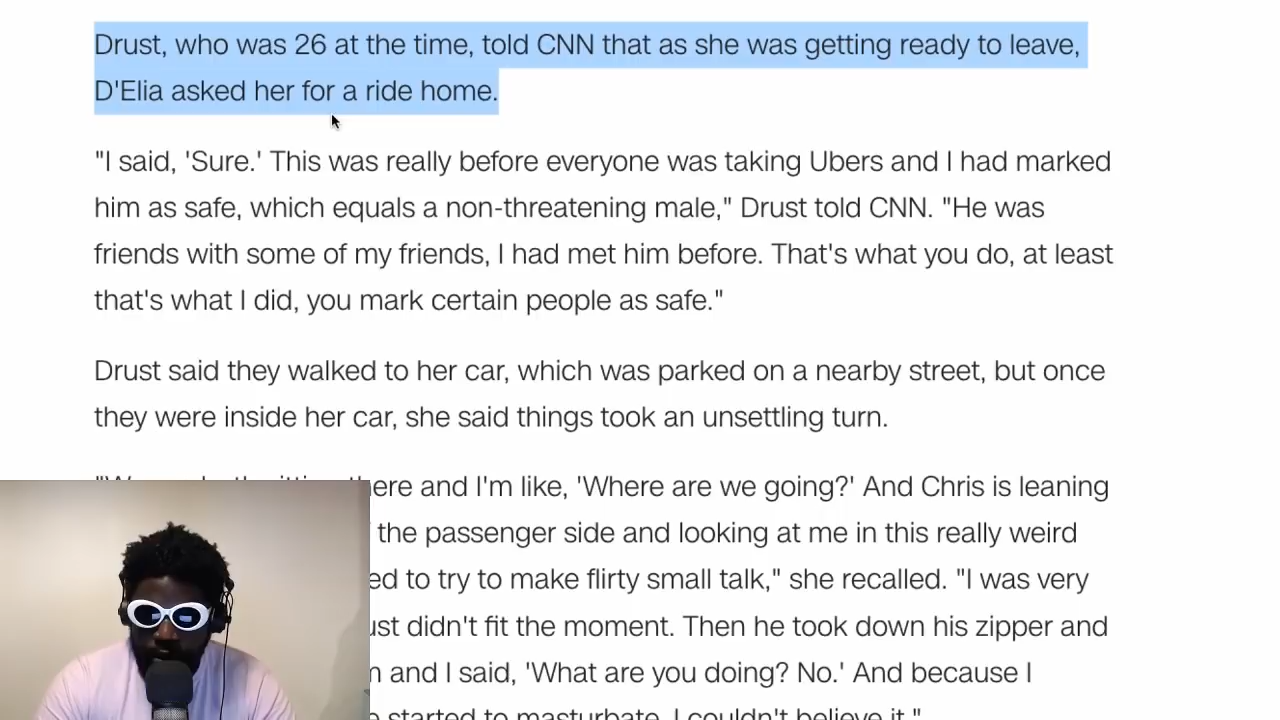 Drust, who was 26 at the time, told CNN that as she was getting ready to leave,
D'Elia asked her for a ride home.
"I said, 'Sure.' This was really before everyone was taking Ubers and I had marked
him as safe, which equals a non-threatening male," Drust told CNN. "He was
friends with some of my friends, I had met him before. That's what you do, at least
that's what I did, you mark certain people as safe."
Drust said they walked to her car, which was parked on a nearby street, but once
they were inside her car, she said things took an unsettling turn.
and I'm like, 'Where are we going?' And Chris is leaning
the passenger side and looking at me in this really weird
to try to make flirty small talk," she recalled. "I was very
didn't fit the moment. Then he took down his zipper and
and I said, 'What are you doing? No.' And because I
started to masturbate. I couldn't believe it."